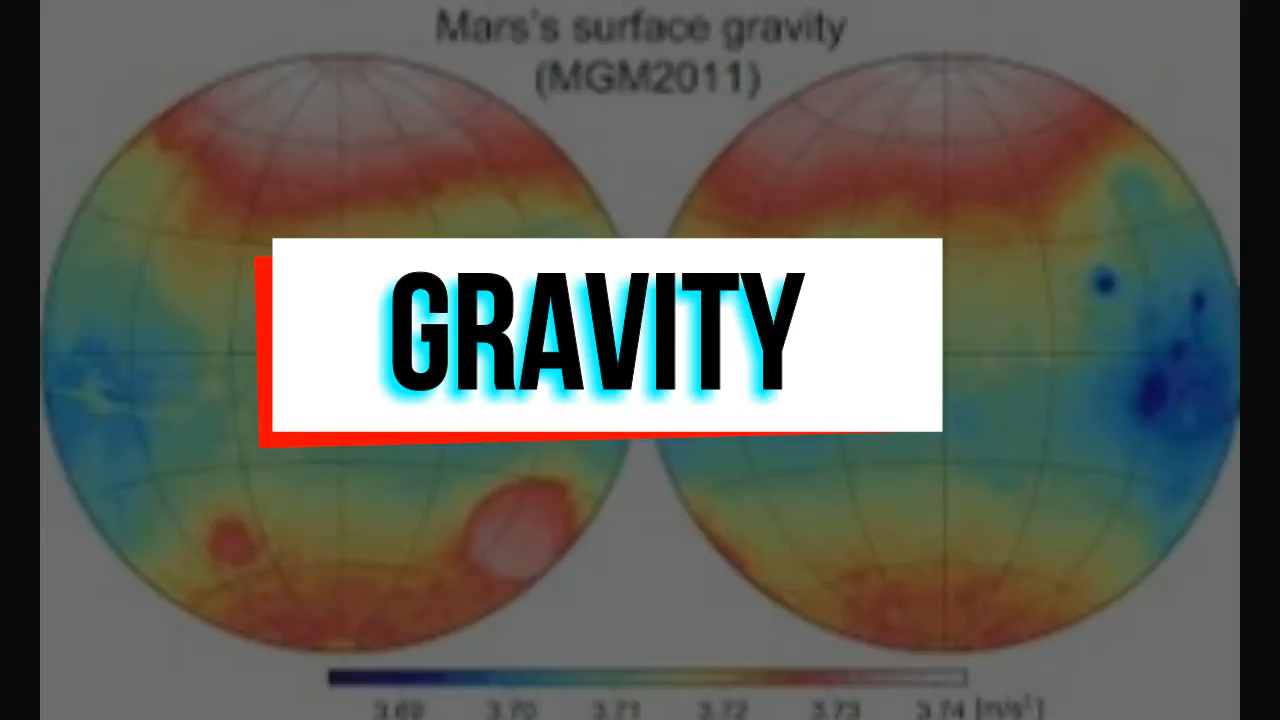 Mars's surface gravity
(MGM2011)
GRAVITY
3.69 3.70 3.71 3.72 3.73 3.74 [m/s²]